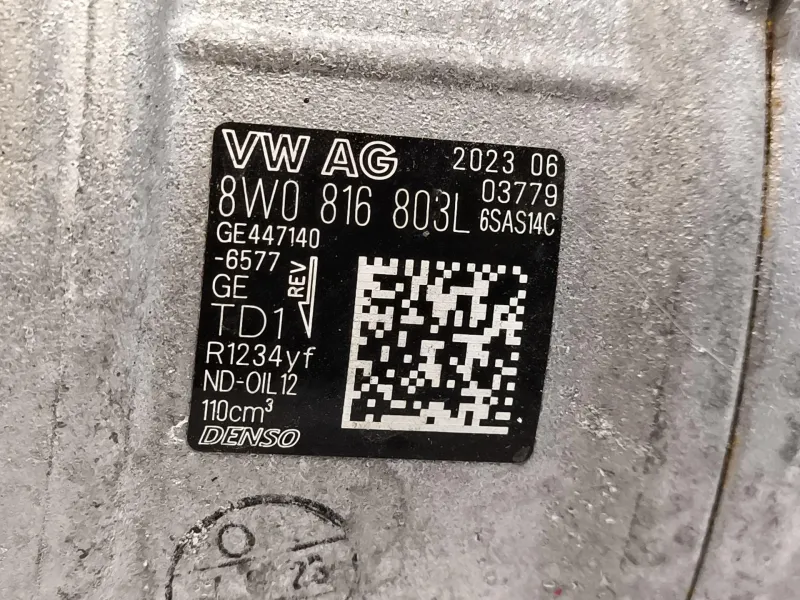 VW AG 2023 06
03779
8W0 816 803L 6SAS14C
GE447140
-6577
REV
GE
TD1
R1234yf
ND-OIL12
110cm³
DENSO
O